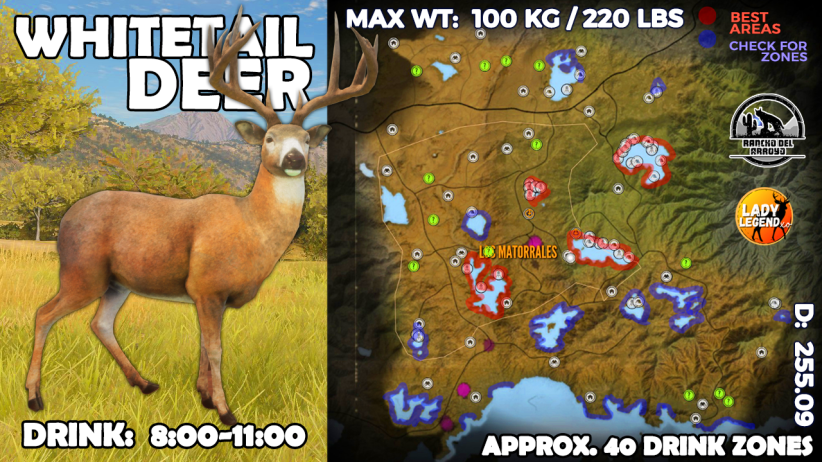 WHITETAIL
DEER
DRINK: 8:00-11:00
MAX WT: 100 KG / 220 LBS
BEST
AREAS
CHECK FOR
ZONES
RANCHO DEL
ARROYO
LADY
LEGEND
LOS MATORRALES
D: 255.09
APPROX. 40 DRINK ZONES